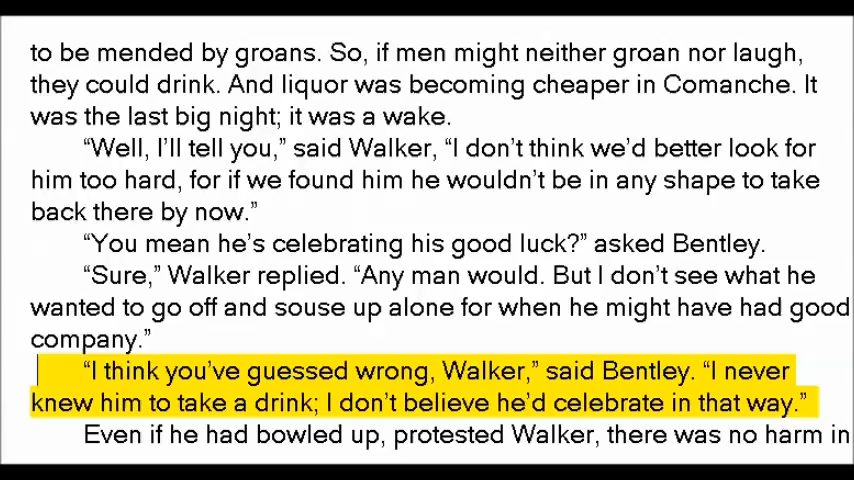 to be mended by groans. So, if men might neither groan nor laugh,
they could drink. And liquor was becoming cheaper in Comanche. It
was the last big night; it was a wake.
“Well, I’ll tell you,” said Walker, “I don’t think we’d better look for
him too hard, for if we found him he wouldn’t be in any shape to take
back there by now.”
“You mean he’s celebrating his good luck?” asked Bentley.
“Sure,” Walker replied. “Any man would. But I don’t see what he
wanted to go off and souse up alone for when he might have had good
company.”
“I think you’ve guessed wrong, Walker,” said Bentley. “I never
knew him to take a drink; I don’t believe he’d celebrate in that way.”
Even if he had bowled up, protested Walker, there was no harm in